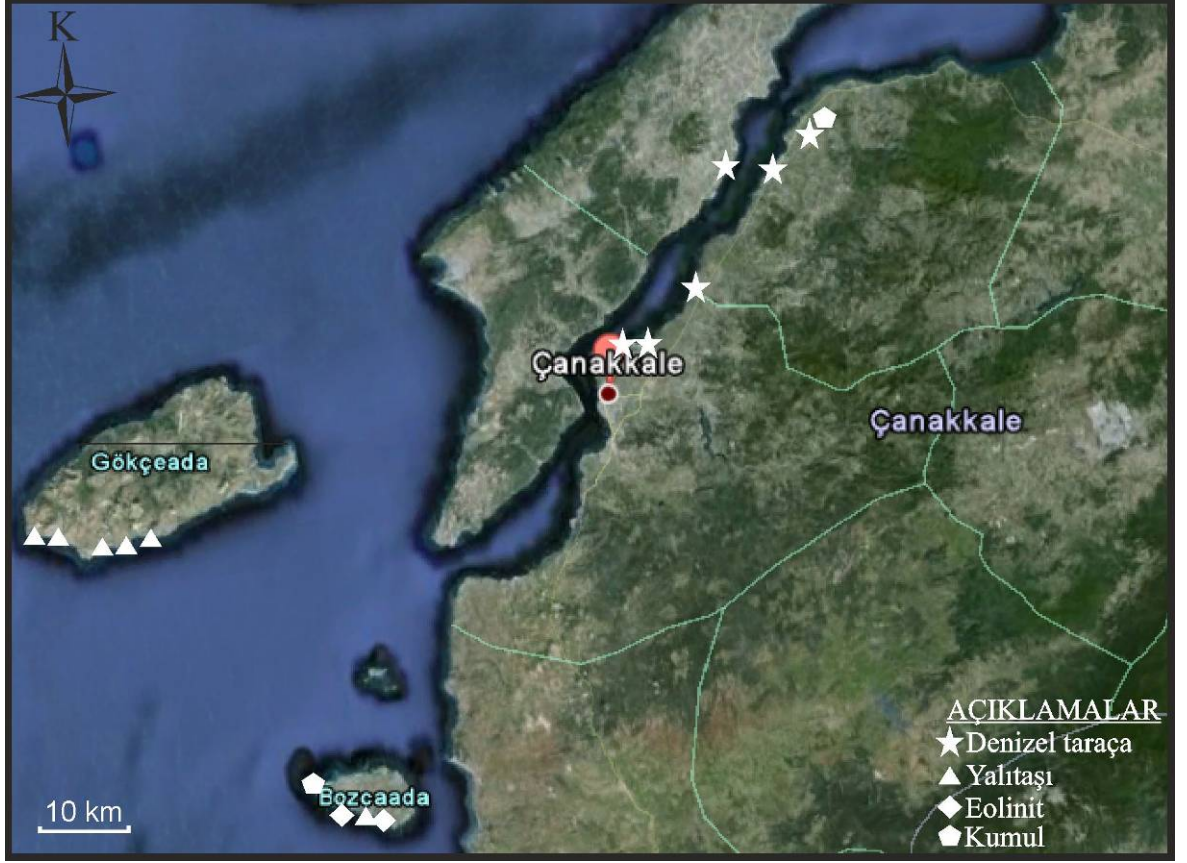 K
Çanakkale
Çanakkale
Gökçeada
Bozcaada
10 km
AÇIKLAMALAR
Denizel taraça
Yalıtaşı
Eolinit
Kumul